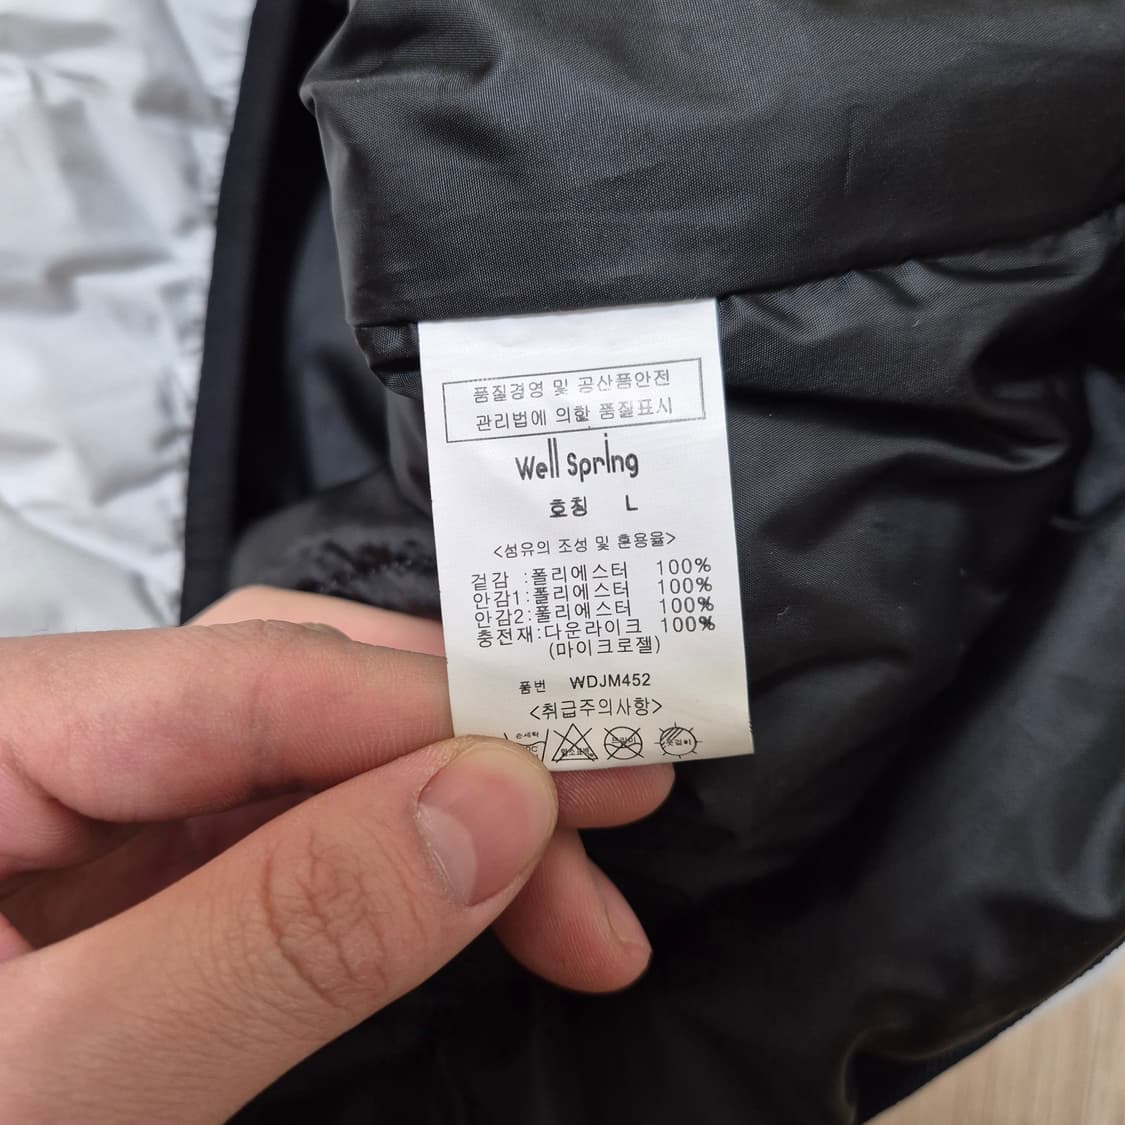 품질경영 및 공산품안전
관리법에 의한 품질표시
Well Spring
호칭 L
<섬유의 조성 및 혼용율>
겉감 :폴리에스터 100%
안감1:폴리에스터 100%
안감2:폴리에스터 100%
충전재:다운라이크 100%
(마이크로젤)
품번 WDJM452
<취급주의사항>
손세탁